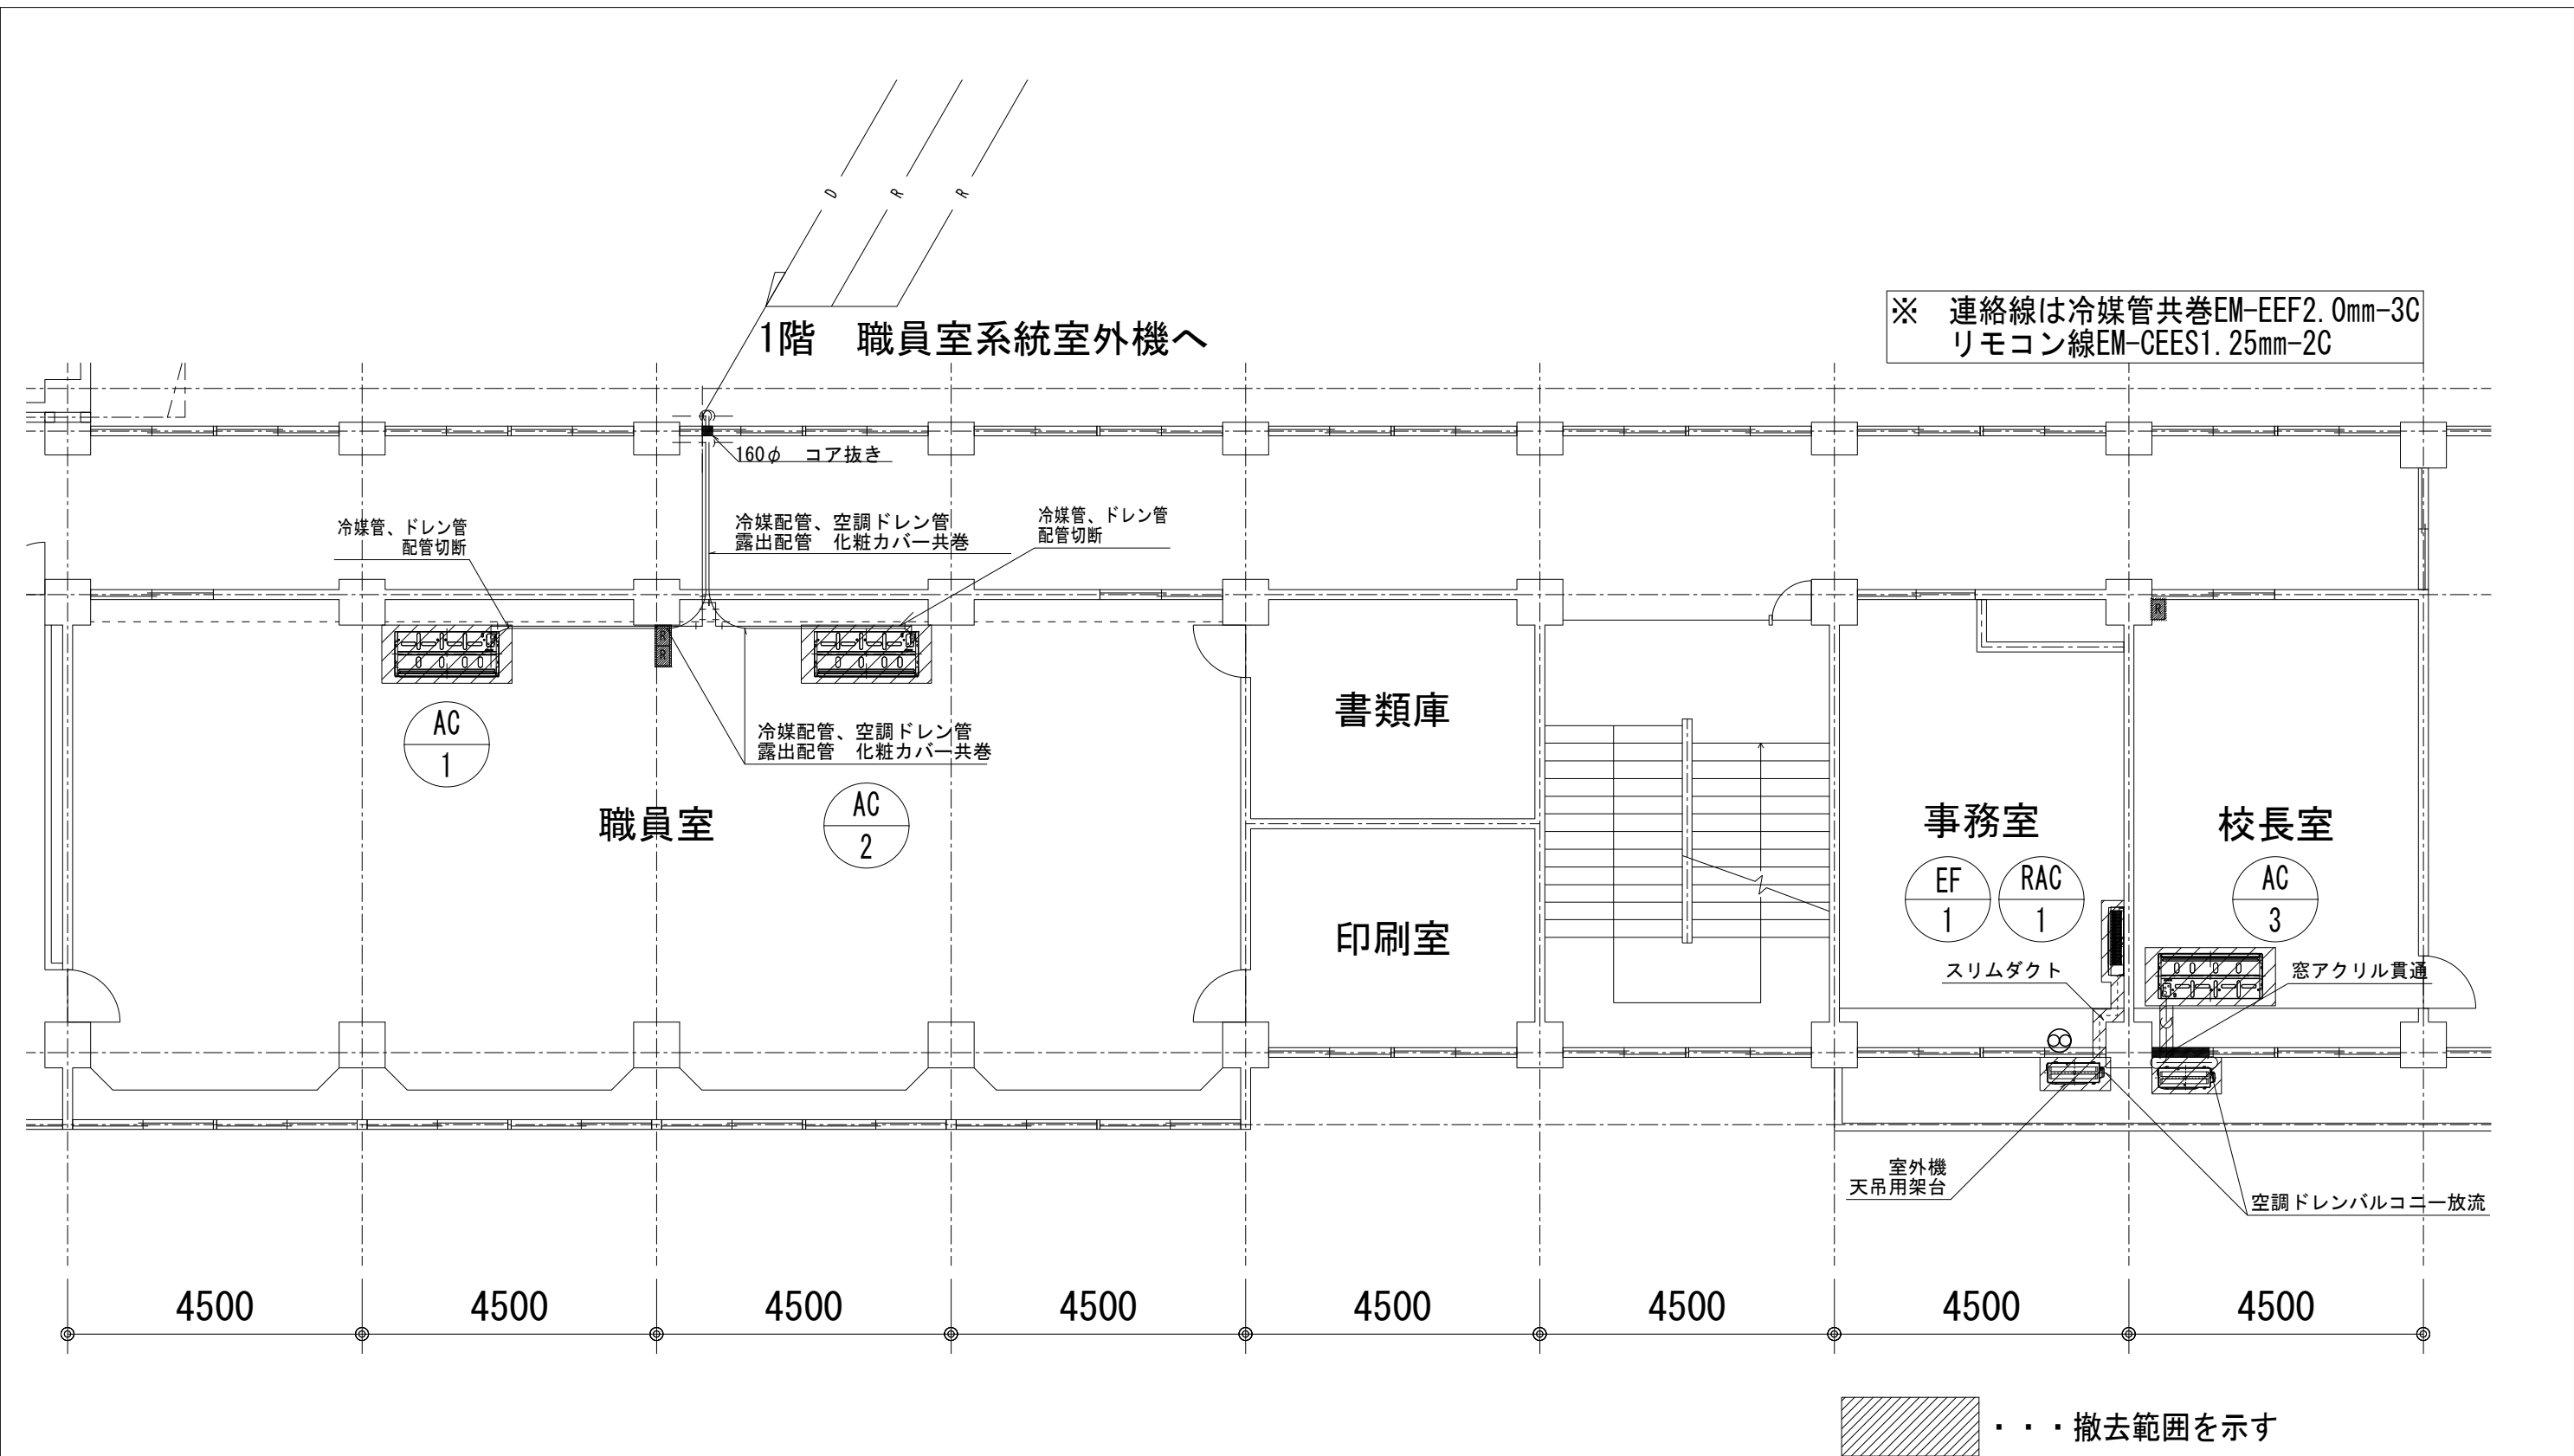 D
R
R
1階　職員室系統室外機へ
※　連絡線は冷媒管共巻EM-EEF2.0mm-3C
リモコン線EM-CEES1.25mm-2C
160φ　コア抜き
冷媒管、ドレン管
配管切断
冷媒配管、空調ドレン管
露出配管　化粧カバー共巻
冷媒管、ドレン管
配管切断
R
R
R
AC
1
冷媒配管、空調ドレン管
露出配管　化粧カバー共巻
職員室
AC
2
書類庫
印刷室
事務室
EF
1
RAC
1
校長室
AC
3
スリムダクト
窓アクリル貫通
室外機
天吊用架台
空調ドレンバルコニー放流
4500
4500
4500
4500
4500
4500
4500
4500
・・・撤去範囲を示す